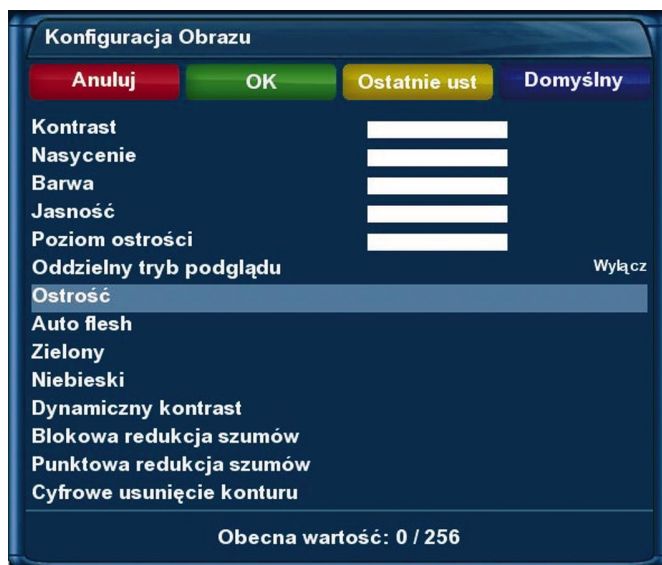 Konfiguracja Obrazu
Anuluj OK Ostatnie ust Domyślny
Kontrast
Nasycenie
Barwa
Jasność
Poziom ostrości
Oddzielny tryb podglądu Wyłącz
Ostrość
Auto flesh
Zielony
Niebieski
Dynamiczny kontrast
Blokowa redukcja szumów
Punktowa redukcja szumów
Cyfrowe usunięcie konturu
Obecna wartość: 0 / 256